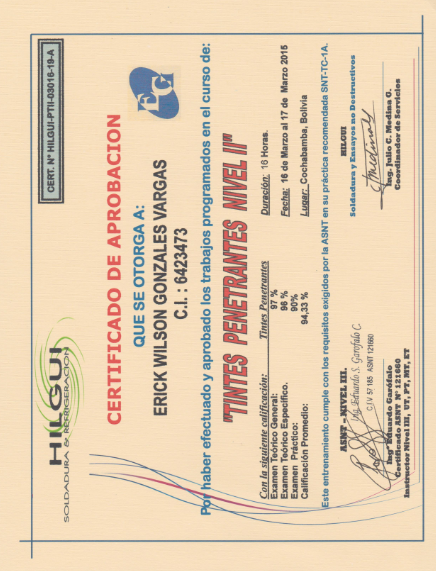 HILGUI
SOLDADURA & REFRIGERACION
CERT. N° HILGUI-PTII-03016-19-A
CERTIFICADO DE APROBACION
QUE SE OTORGA A:
ERICK WILSON GONZALES VARGAS
C.I. : 6423473
Por haber efectuado y aprobado los trabajos programados en el curso de:
"TINTES PENETRANTES NIVEL II"
Con la siguiente calificación: Tintes Penetrantes
Examen Teórico General: 97 %
Examen Teórico Especifico. 96 %
Examen Práctico: 90%
Calificación Promedio: 94,33 %
Duración: 16 Horas.
Fecha: 16 de Marzo al 17 de Marzo 2015
Lugar: Cochabamba, Bolivia
Este entrenamiento cumple con los requisitos exigidos por la ASNT en su práctica recomendada SNT-TC-1A.
ASNT - NIVEL III.
Ing. Eduardo S. Garofalo C.
C.I.V 57 165 ASNT 121660
Ing° Eduardo Garófalo
Certificado ASNT N° 121660
Instructor Nivel III, UT, PT, MT, ET
HILGUI
Soldadura y Ensayos no Destructivos
Ing. Julio C. Medina O.
Coordinador de Servicios